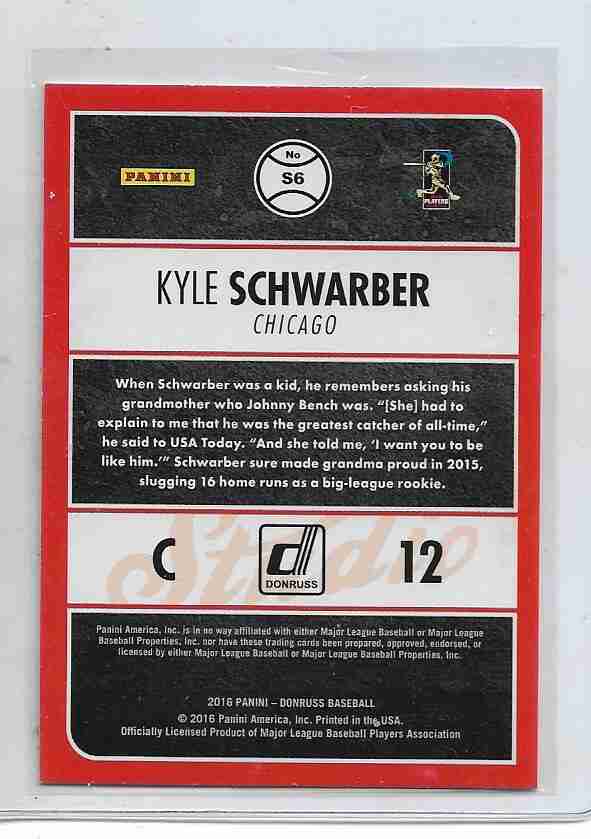 No
PANINI
S6
PLAYERS
KYLE SCHWARBER
CHICAGO
When Schwarber was a kid, he remembers asking his
grandmother who Johnny Bench was. “[She] had to
explain to me that he was the greatest catcher of all-time,”
he said to USA Today. “And she told me, ‘I want you to be
like him.’” Schwarber sure made grandma proud in 2015,
slugging 16 home runs as a big-league rookie.
Studio
C
d
DONRUSS
12
Panini America, Inc. is in no way affiliated with either Major League Baseball or Major League
Baseball Properties, Inc. nor have these trading cards been prepared, approved, endorsed, or
licensed by either Major League Baseball or Major League Baseball Properties, Inc.
2016 PANINI – DONRUSS BASEBALL
© 2016 Panini America, Inc. Printed in the USA.
Officially Licensed Product of Major League Baseball Players Association